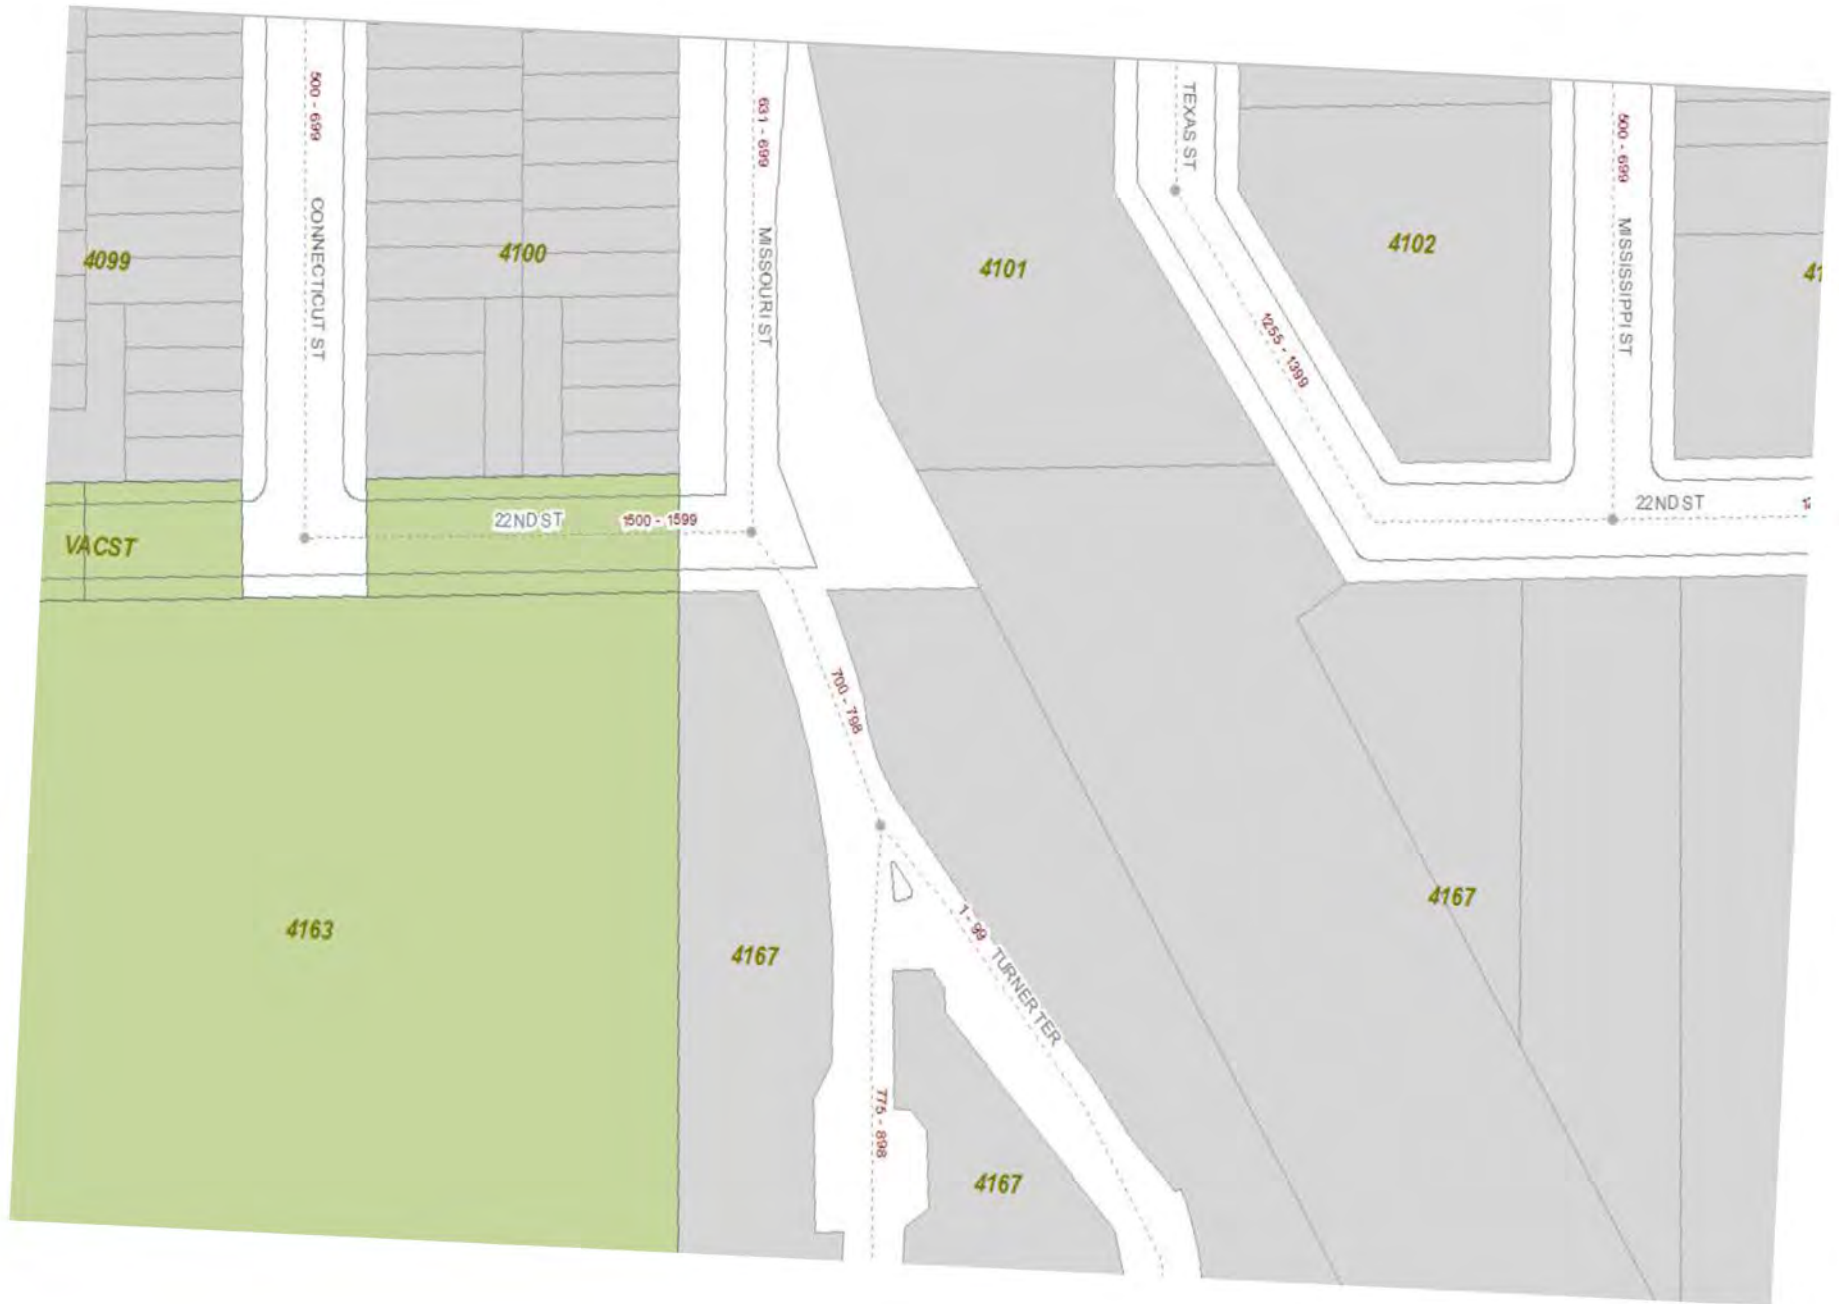 500 - 699
CONNECTICUT ST
631 - 699
MISSOURI ST
TEXAS ST
500 - 699
MISSISSIPPI ST
4099
4100
4101
4102
41
1255 - 1399
22ND ST
1500 - 1599
22ND ST
12
VACST
700 - 798
4163
4167
1 - 99
TURNER TER
4167
775 - 898
4167